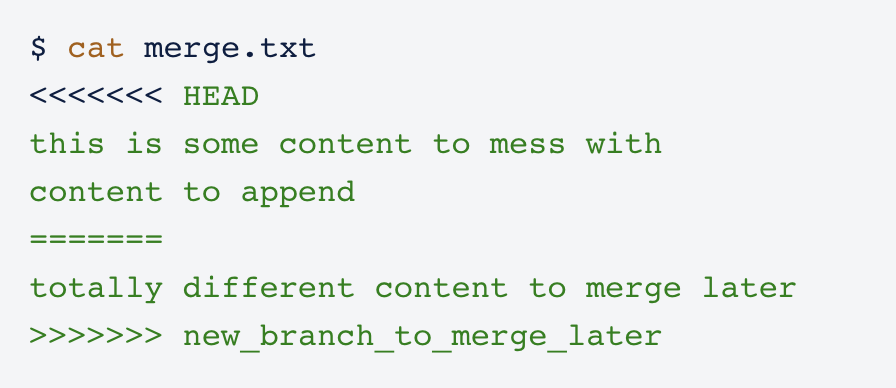 $ cat merge.txt
<<<<<<< HEAD
this is some content to mess with
content to append
=======
totally different content to merge later
>>>>>>> new_branch_to_merge_later